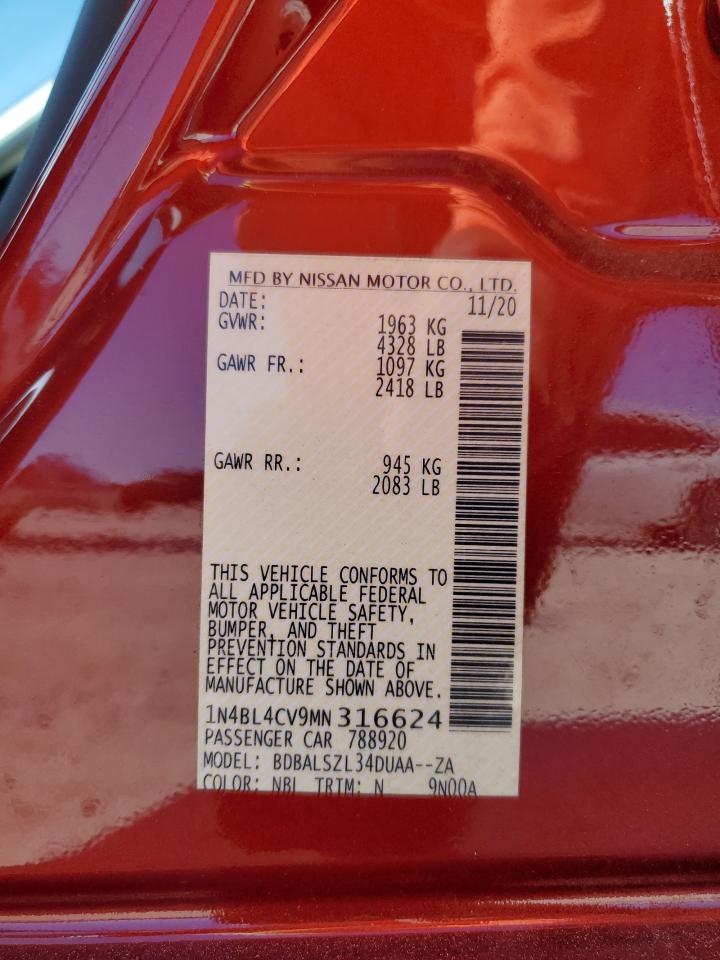 MFD BY NISSAN MOTOR CO., LTD.
DATE: 11/20
GVWR: 1963 KG
4328 LB
GAWR FR.: 1097 KG
2418 LB
GAWR RR.: 945 KG
2083 LB
THIS VEHICLE CONFORMS TO
ALL APPLICABLE FEDERAL
MOTOR VEHICLE SAFETY,
BUMPER, AND THEFT
PREVENTION STANDARDS IN
EFFECT ON THE DATE OF
MANUFACTURE SHOWN ABOVE.
1N4BL4CV9MN 316624
PASSENGER CAR 788920
MODEL: BDBALSZL34DUAA--ZA
COLOR: NBL TRIM: N 9N00A